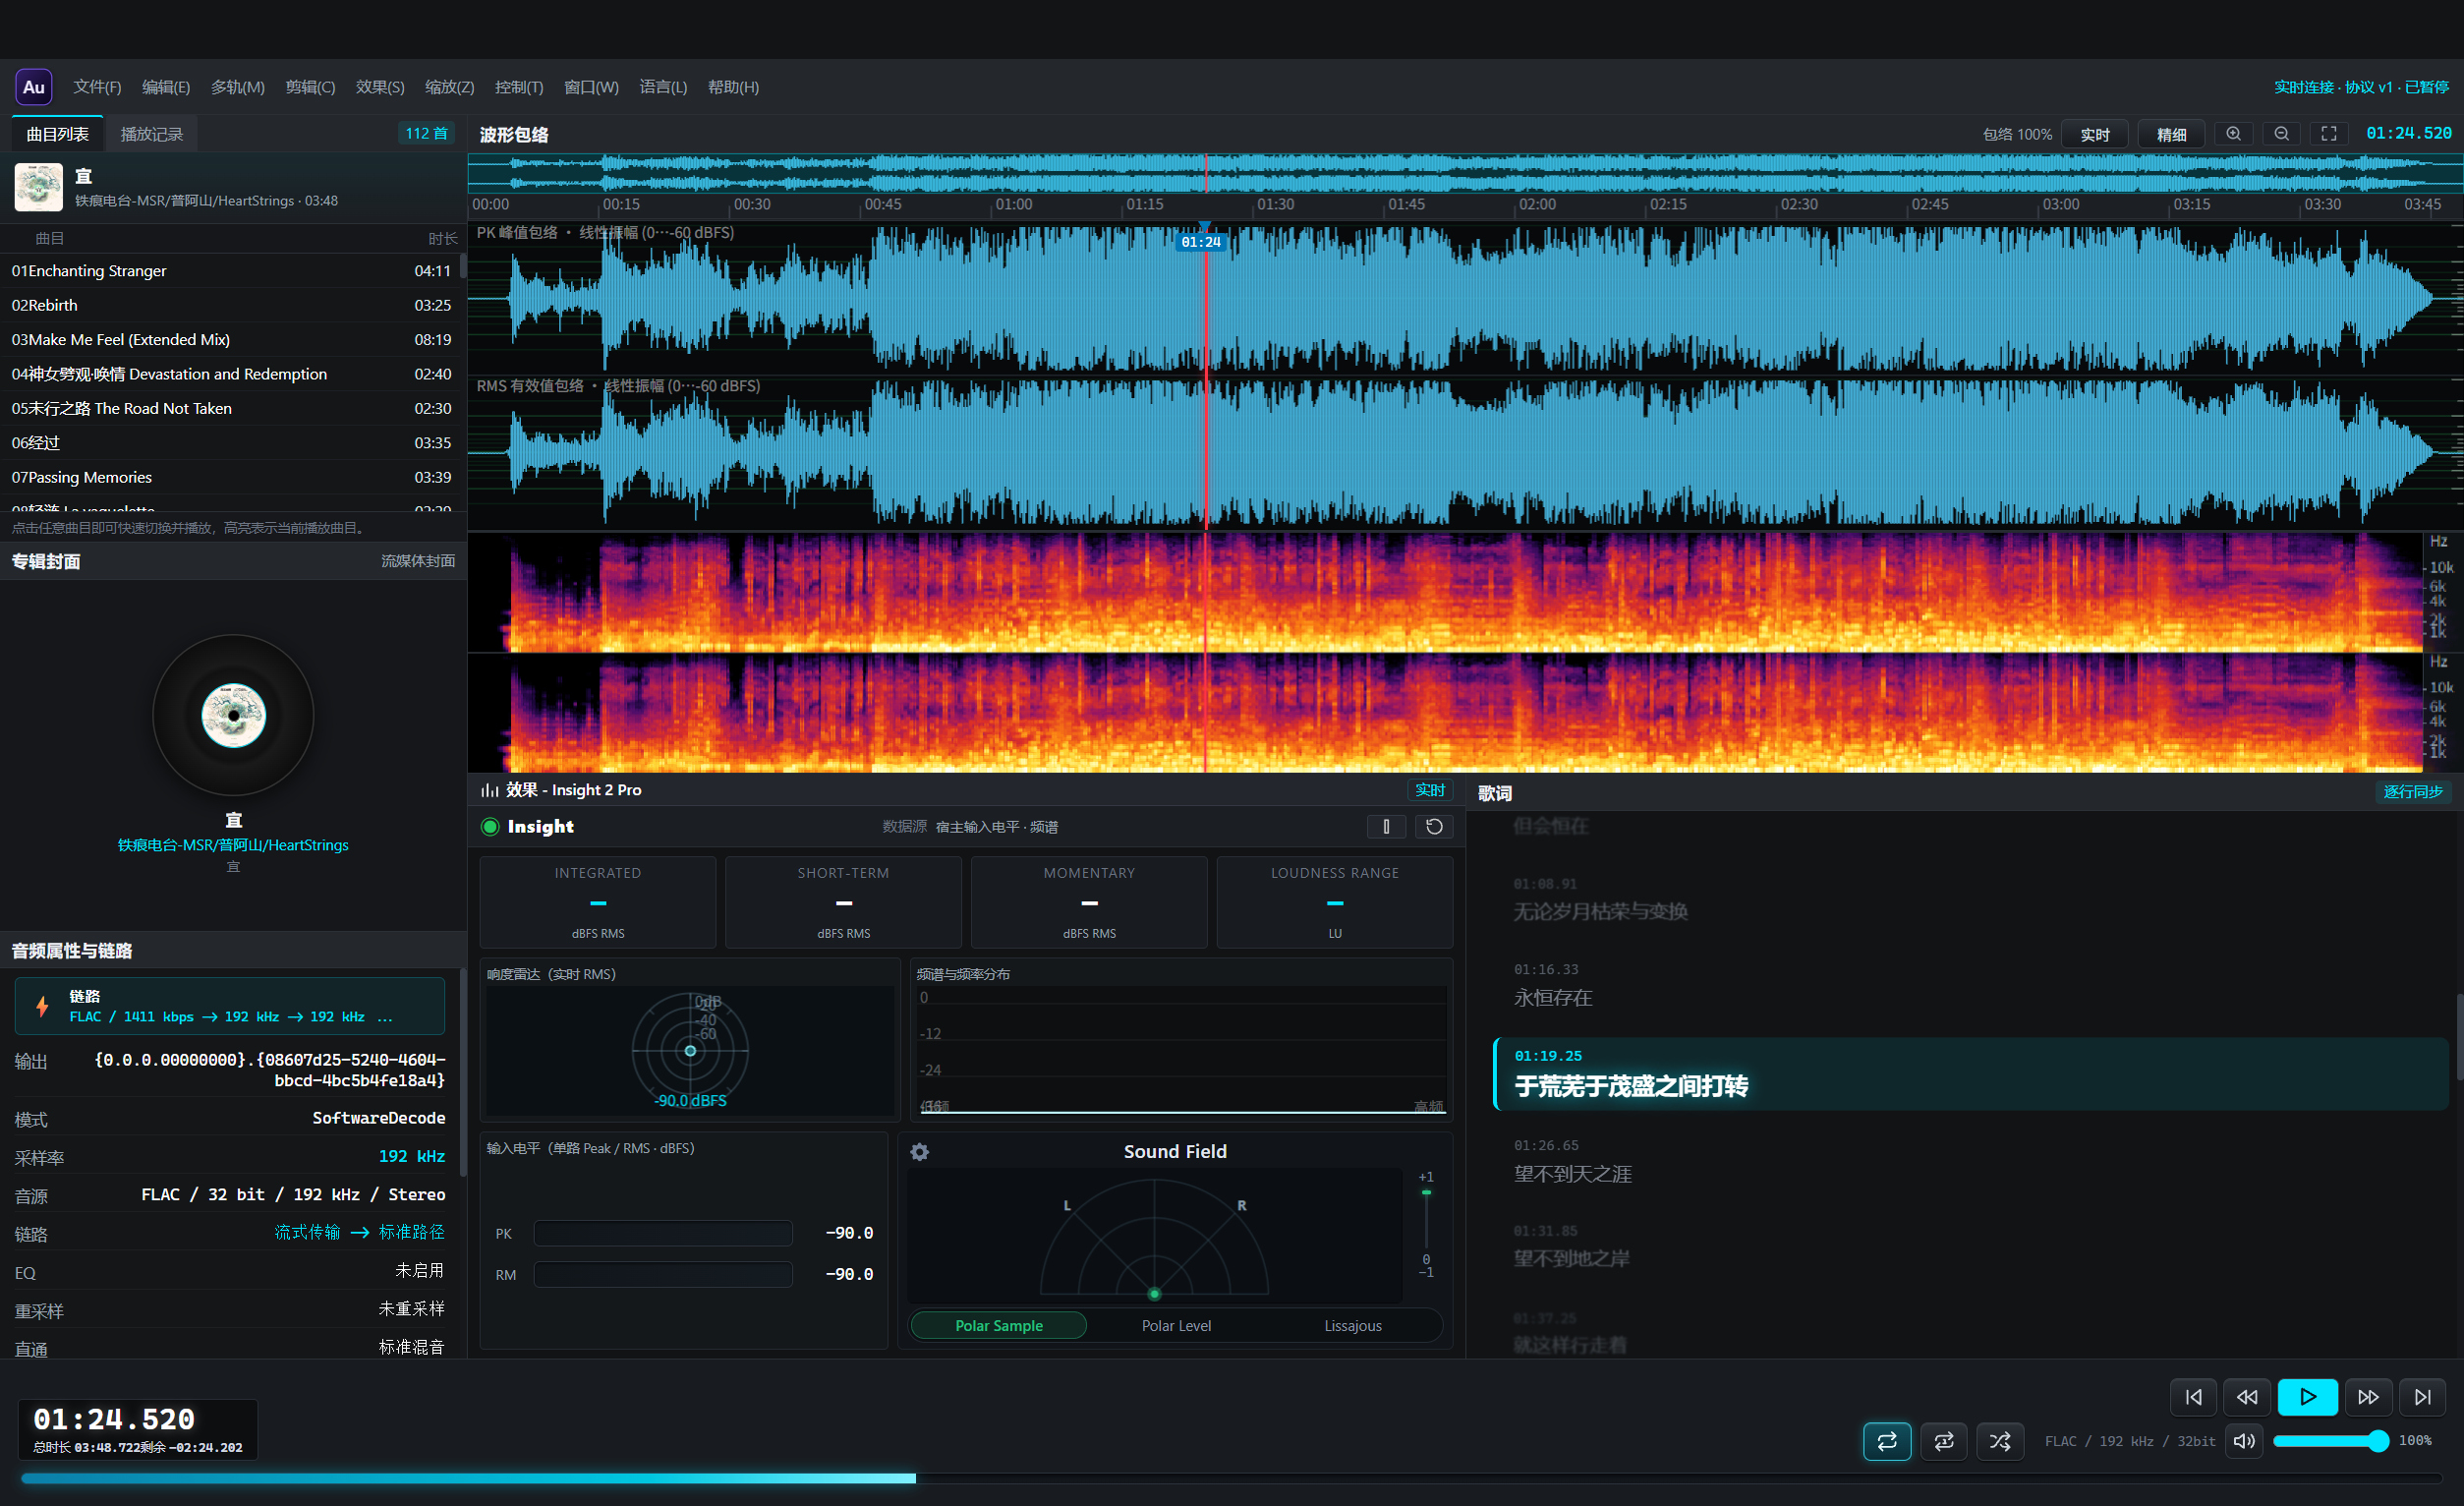 Au 文件(F) 编辑(E) 多轨(M) 剪辑(C) 效果(S) 缩放(Z) 控制(T) 窗口(W) 语言(L) 帮助(H)
实时连接 · 协议 v1 · 已暂停
曲目列表 播放记录 112 首
宣
铁痕电台-MSR/普阿山/HeartStrings · 03:48
曲目 时长
01Enchanting Stranger 04:11
02Rebirth 03:25
03Make Me Feel (Extended Mix) 08:19
04神女劈观·唤情 Devastation and Redemption 02:40
05未行之路 The Road Not Taken 02:30
06经过 03:35
07Passing Memories 03:39
点击任意曲目即可快速切换并播放，高亮表示当前播放曲目。
专辑封面 流媒体封面
宣
铁痕电台-MSR/普阿山/HeartStrings
宣
音频属性与链路
链路
FLAC / 1411 kbps → 192 kHz → 192 kHz ...
输出 {0.0.0.00000000}.{08607d25-5240-4604-
bbcd-4bc5b4fe18a4}
模式 SoftwareDecode
采样率 192 kHz
音源 FLAC / 32 bit / 192 kHz / Stereo
链路 流式传输 → 标准路径
EQ 未启用
重采样 未重采样
直通 标准混音
波形包络
包络 100% 实时 精细 01:24.520
00:00 00:15 00:30 00:45 01:00 01:15 01:30 01:45 02:00 02:15 02:30 02:45 03:00 03:15 03:30 03:45
PK 峰值包络 • 线性振幅 (0⋯-60 dBFS)
01:24
RMS 有效值包络 • 线性振幅 (0⋯-60 dBFS)
Hz
10k
6k
4k
2k
1k
Hz
10k
6k
4k
2k
1k
效果 - Insight 2 Pro 实时
Insight 数据源 宿主输入电平 · 频谱
INTEGRATED
–
dBFS RMS
SHORT-TERM
–
dBFS RMS
MOMENTARY
–
dBFS RMS
LOUDNESS RANGE
–
LU
响度雷达（实时 RMS）
0dB
-20
-40
-60
-90.0 dBFS
频谱与频率分布
0
-12
-24
高频
输入电平（单路 Peak / RMS · dBFS）
PK -90.0
RM -90.0
Sound Field
L R
+1
0
-1
Polar Sample Polar Level Lissajous
歌词 逐行同步
但会恒在
01:08.91
无论岁月枯荣与变换
01:16.33
永恒存在
01:19.25
于荒芜于茂盛之间打转
01:26.65
望不到天之涯
01:31.85
望不到地之岸
01:37.25
就这样行走着
01:24.520
总时长 03:48.722剩余 -02:24.202
FLAC / 192 kHz / 32bit 100%